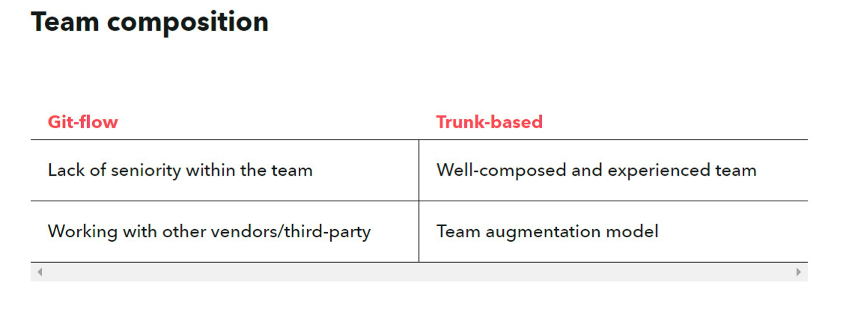 Team composition
Git-flow
Trunk-based
Lack of seniority within the team
Well-composed and experienced team
Working with other vendors/third-party
Team augmentation model